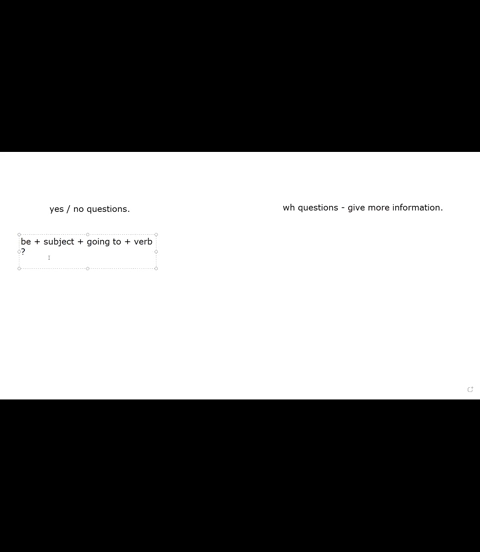 yes / no questions.
wh questions - give more information.
be + subject + going to + verb
?